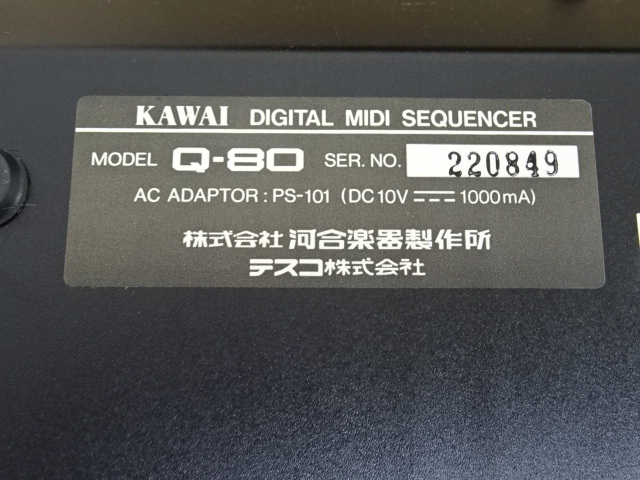 KAWAI DIGITAL MIDI SEQUENCER
MODEL Q-80 SER. NO. 220849
AC ADAPTOR : PS-101 (DC10V ⎓ 1000mA)
株式会社 河合楽器製作所
テスコ株式会社